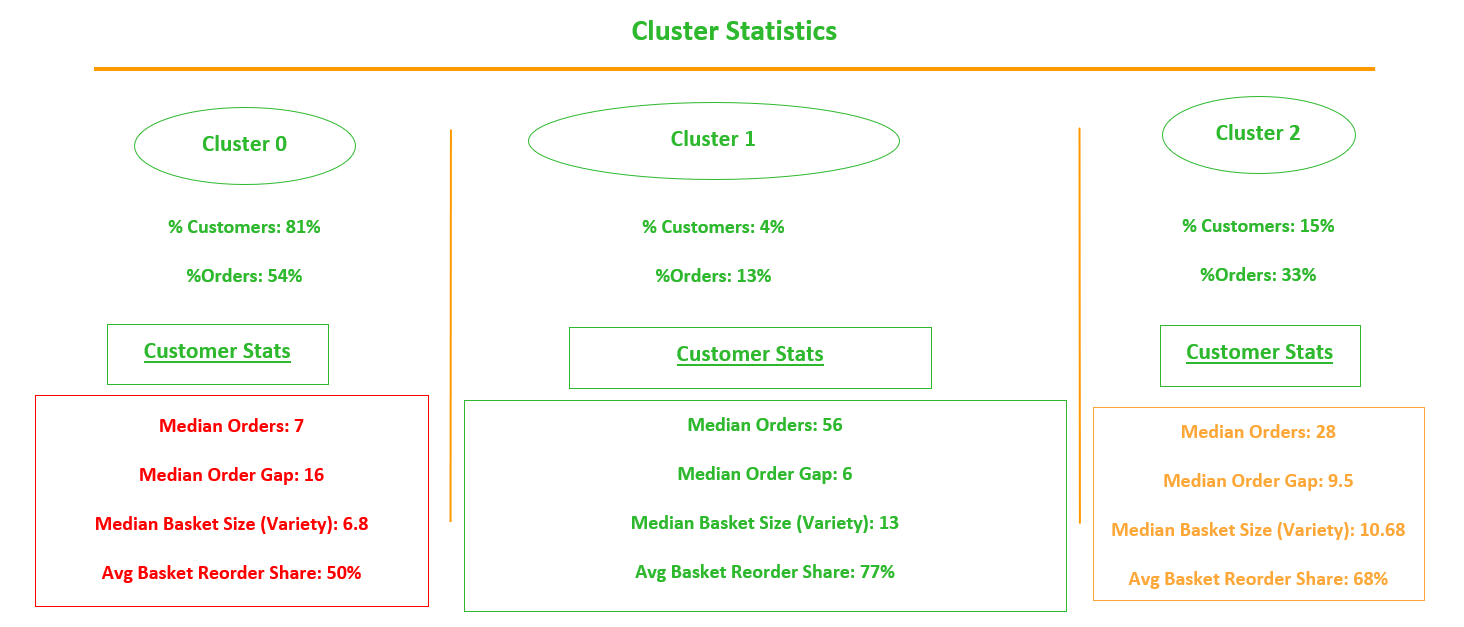 Cluster Statistics
Cluster 0
% Customers: 81%
%Orders: 54%
Customer Stats
Median Orders: 7
Median Order Gap: 16
Median Basket Size (Variety): 6.8
Avg Basket Reorder Share: 50%
Cluster 1
% Customers: 4%
%Orders: 13%
Customer Stats
Median Orders: 56
Median Order Gap: 6
Median Basket Size (Variety): 13
Avg Basket Reorder Share: 77%
Cluster 2
% Customers: 15%
%Orders: 33%
Customer Stats
Median Orders: 28
Median Order Gap: 9.5
Median Basket Size (Variety): 10.68
Avg Basket Reorder Share: 68%